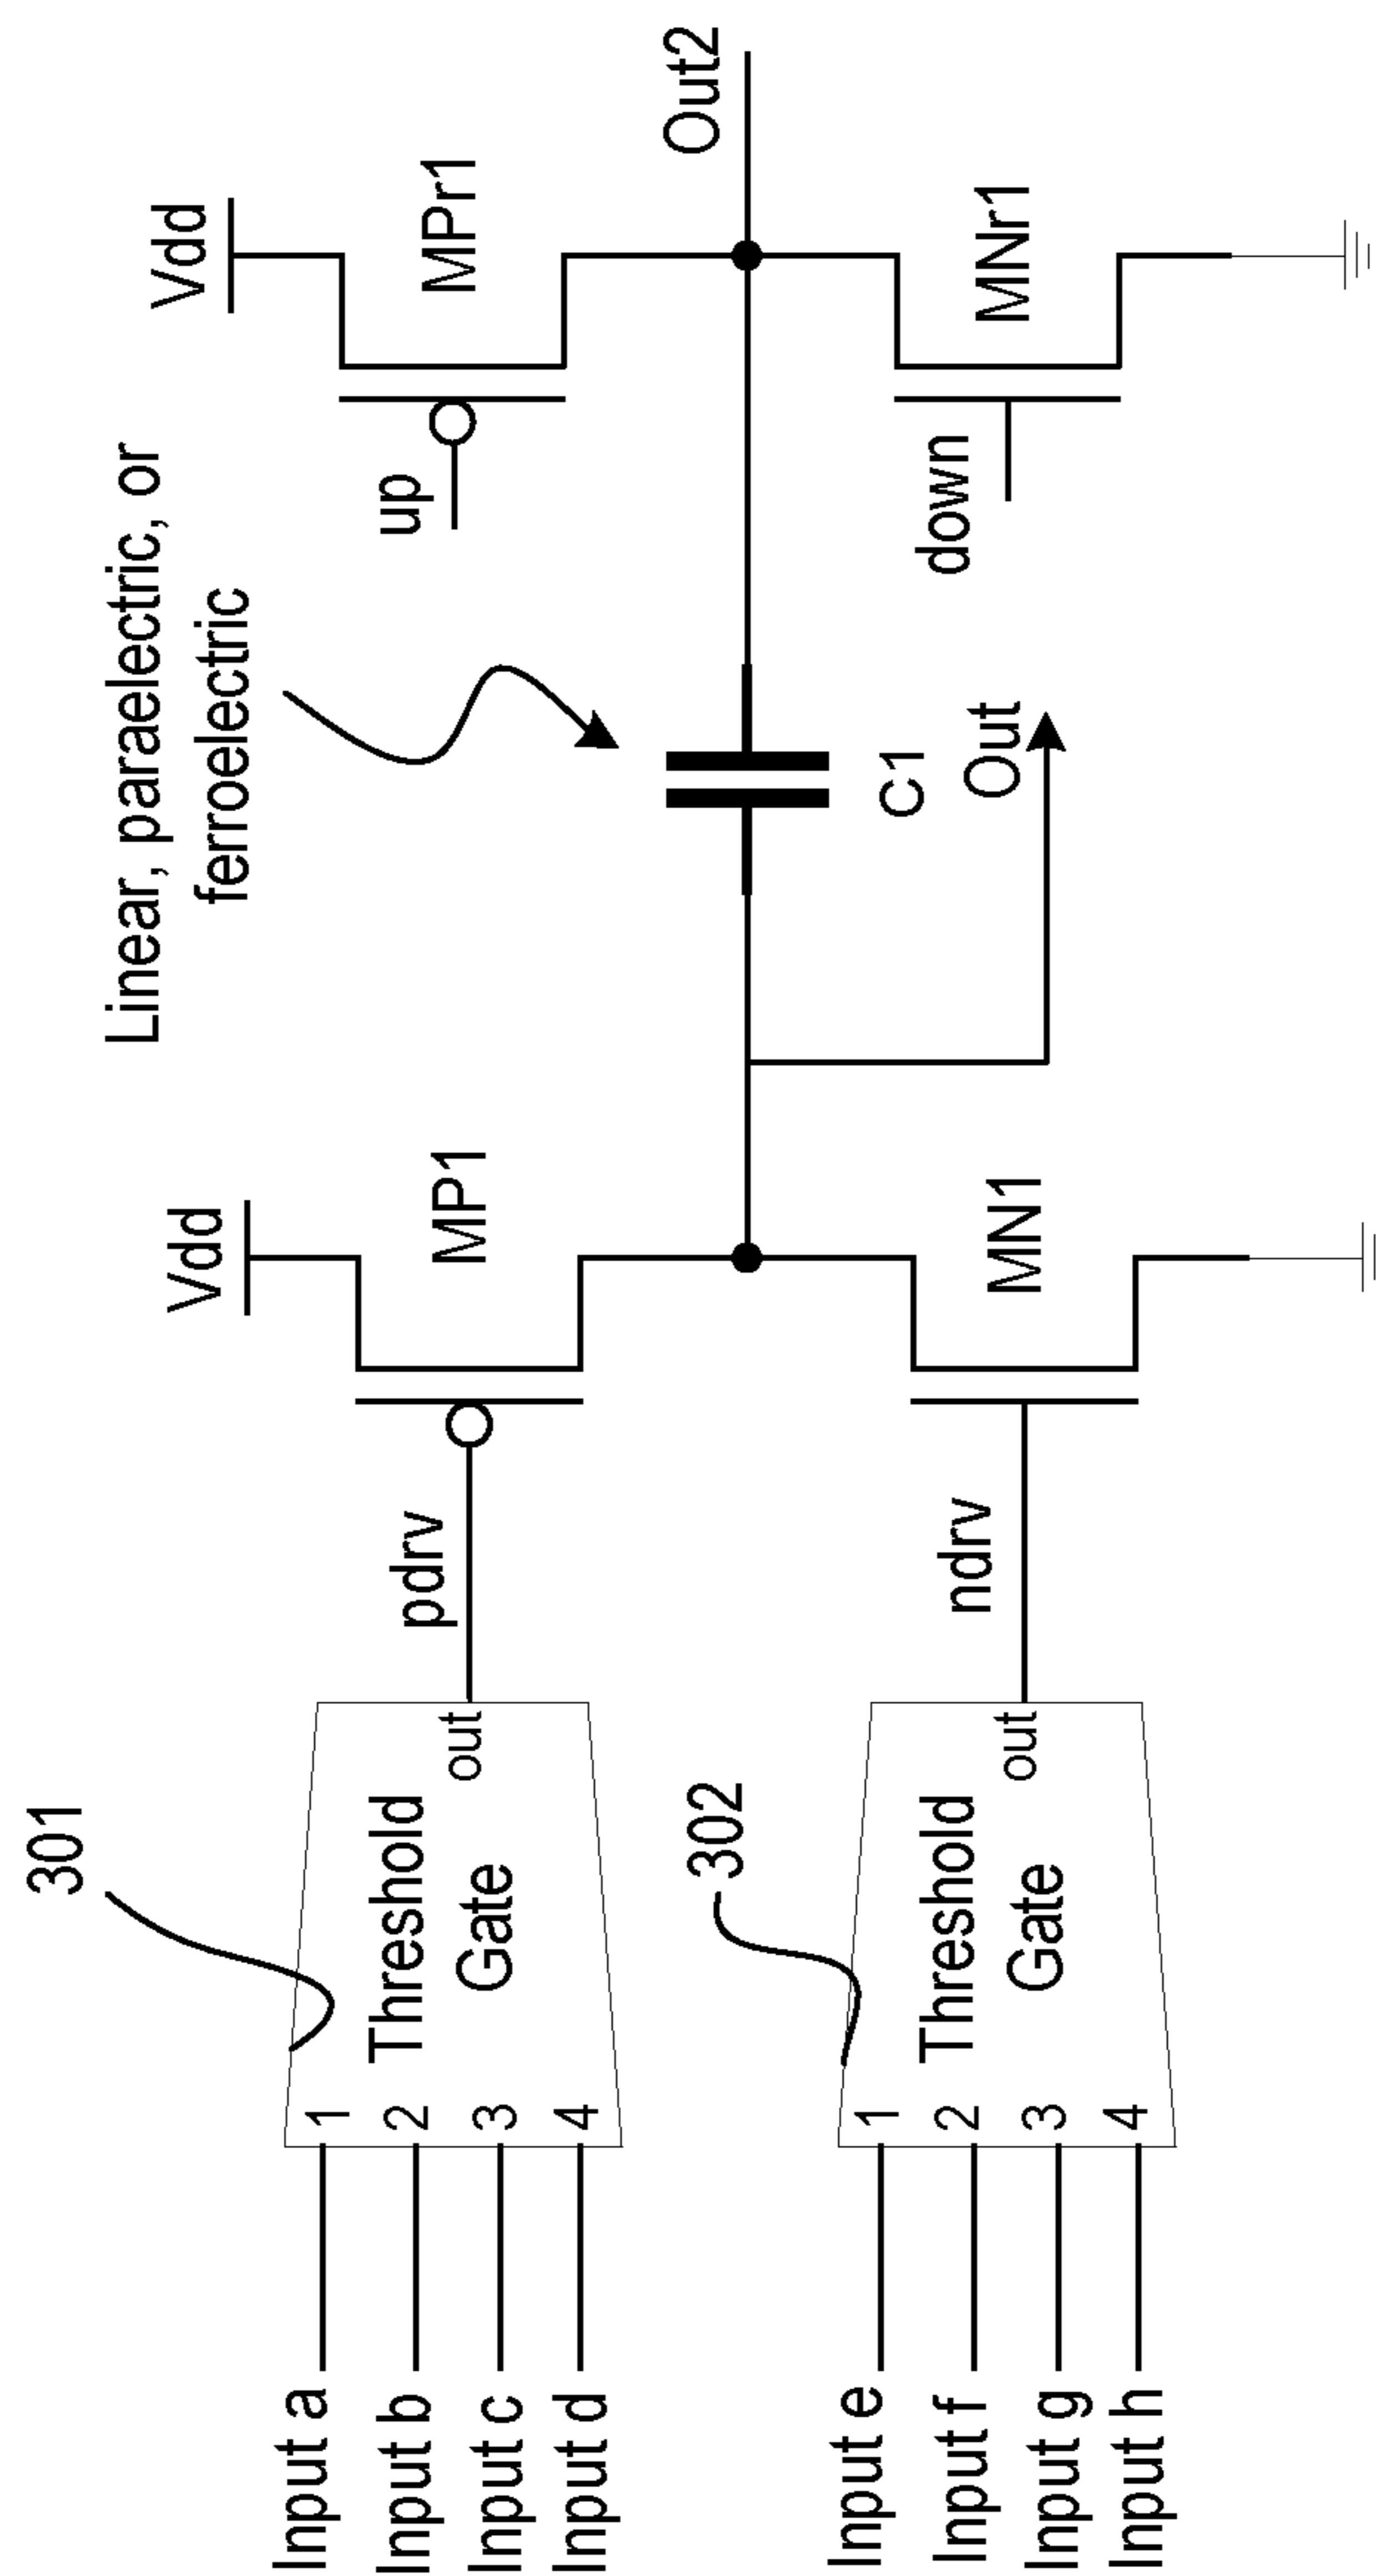 301
Input a
Input b
Input c
Input d
1
2
3
4
Threshold
Gate
out
pdrv
Vdd
MP1
302
Input e
Input f
Input g
Input h
1
2
3
4
Threshold
Gate
out
ndrv
MN1
Linear, paraelectric, or
ferroelectric
C1
Out
Vdd
up
MPr1
Out2
down
MNr1